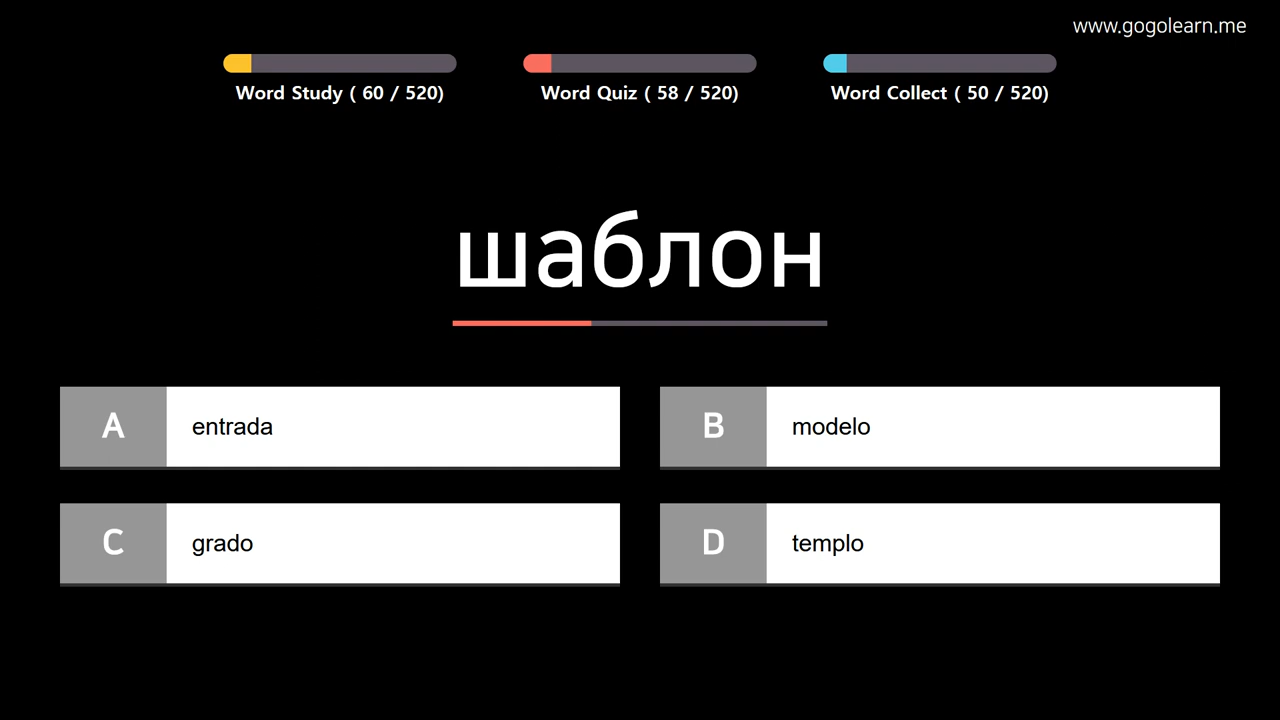 www.gogolearn.me
Word Study ( 60 / 520)
Word Quiz ( 58 / 520)
Word Collect ( 50 / 520)
шаблон
A entrada
B modelo
C grado
D templo